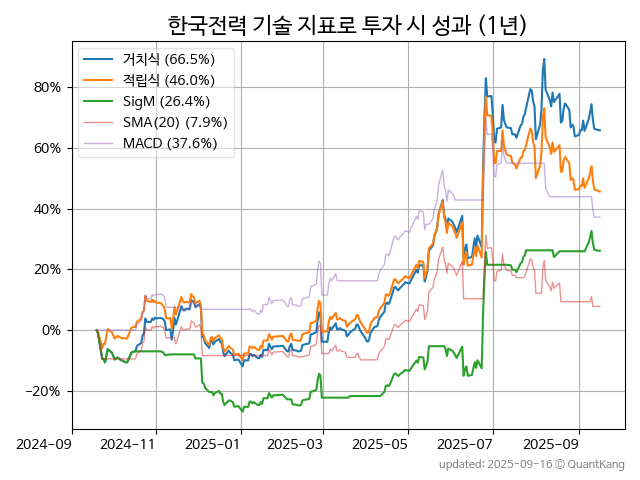 한국전력 기술 지표로 투자 시 성과 (1년)
거치식 (66.5%)
적립식 (46.0%)
SigM (26.4%)
SMA(20) (7.9%)
MACD (37.6%)
80%
60%
40%
20%
0%
−20%
2024−09
2024−11
2025−01
2025−03
2025−05
2025−07
2025−09
updated: 2025-09-16 © QuantKang